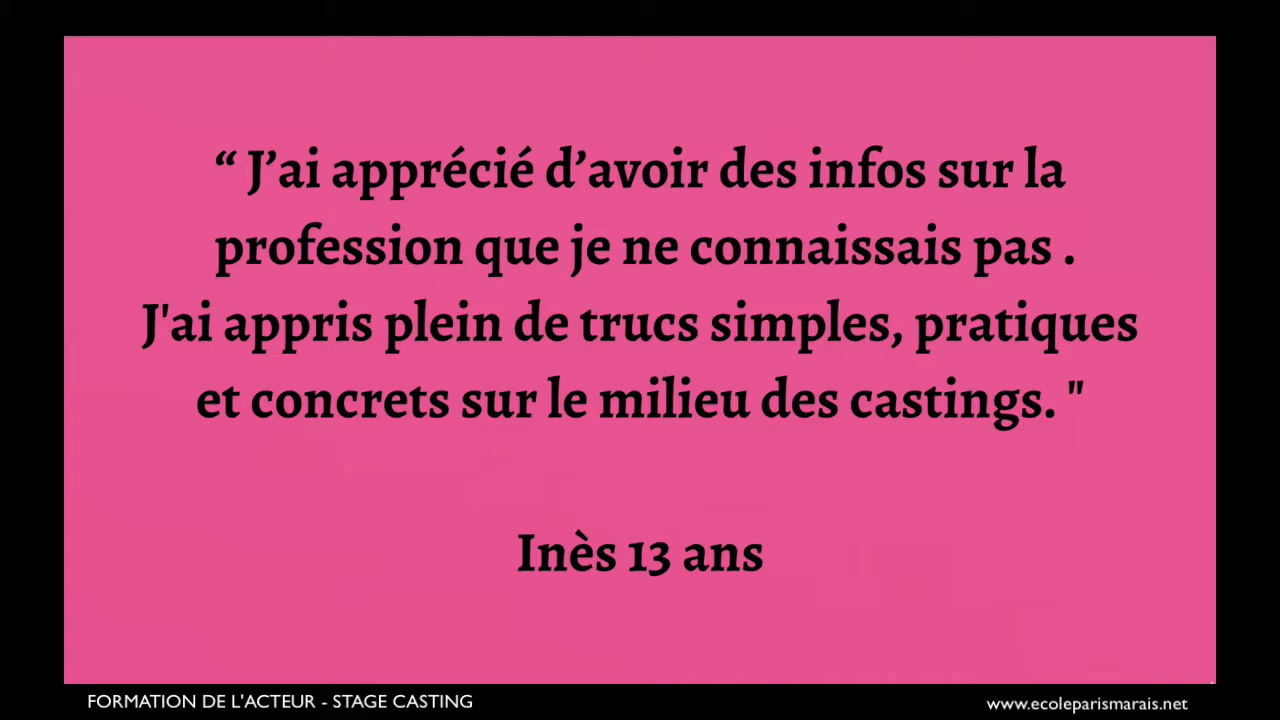 “ J’ai apprécié d’avoir des infos sur la
profession que je ne connaissais pas .
J'ai appris plein de trucs simples, pratiques
et concrets sur le milieu des castings. "
Inès 13 ans
FORMATION DE L'ACTEUR - STAGE CASTING
www.ecoleparismarais.net